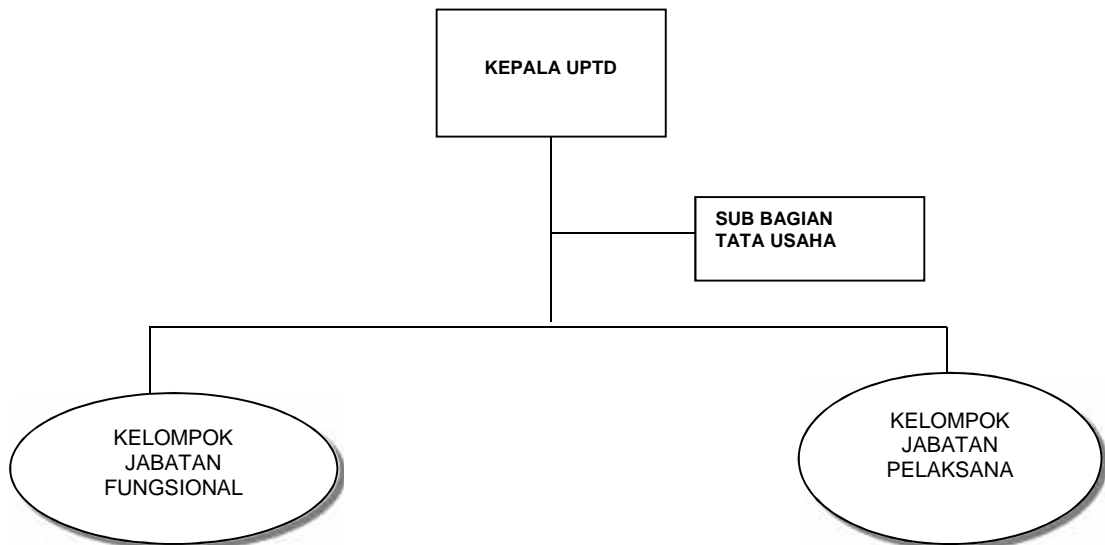 KEPALA UPTD
SUB BAGIAN
TATA USAHA
KELOMPOK
JABATAN
FUNGSIONAL
KELOMPOK
JABATAN
PELAKSANA